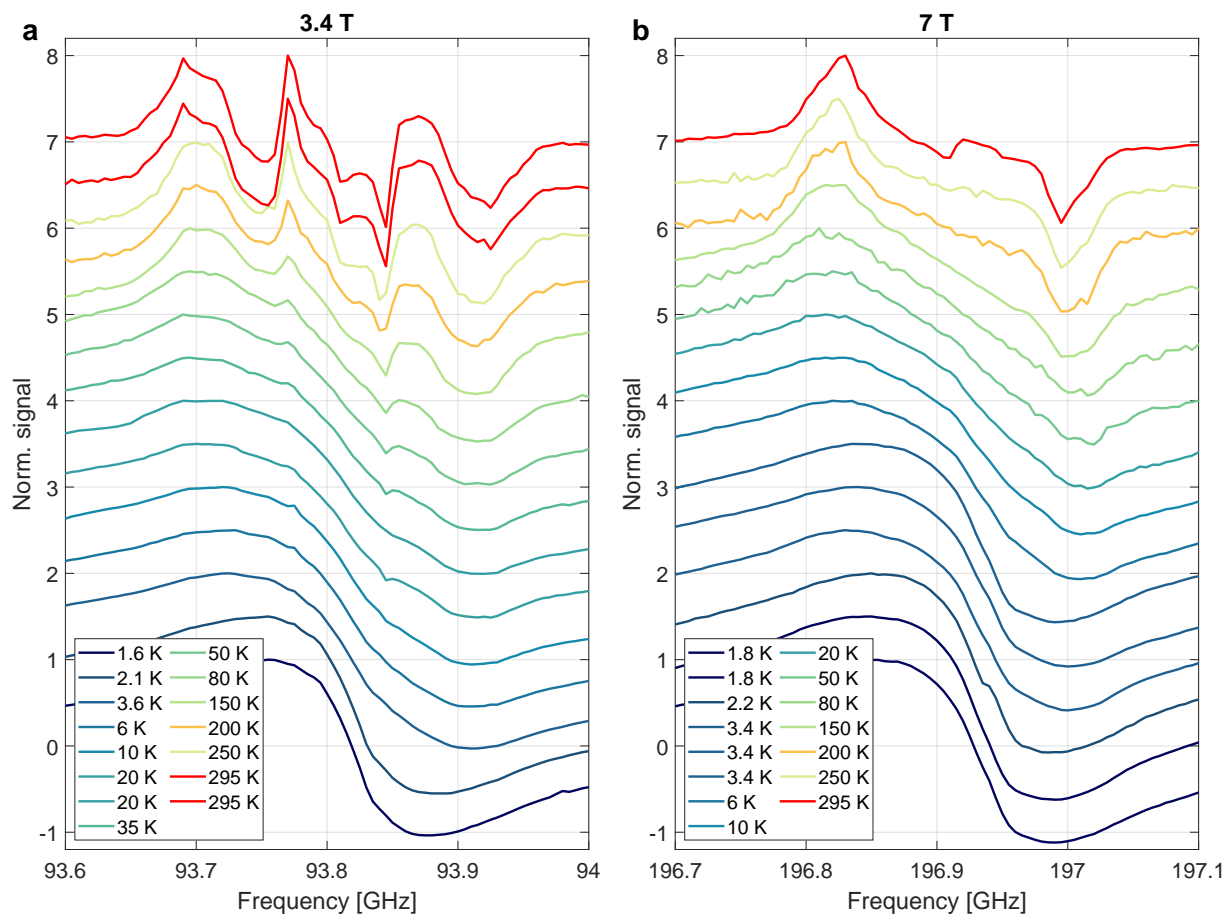 a
3.4 T
8
7
6
5
4
3
2
1
0
-1
Norm. signal
1.6 K
2.1 K
3.6 K
6 K
10 K
20 K
20 K
35 K
50 K
80 K
150 K
200 K
250 K
295 K
295 K
93.6
93.7
93.8
93.9
94
Frequency [GHz]
b
7 T
8
7
6
5
4
3
2
1
0
-1
Norm. signal
1.8 K
1.8 K
2.2 K
3.4 K
3.4 K
3.4 K
6 K
10 K
20 K
50 K
80 K
150 K
200 K
250 K
295 K
196.7
196.8
196.9
197
197.1
Frequency [GHz]